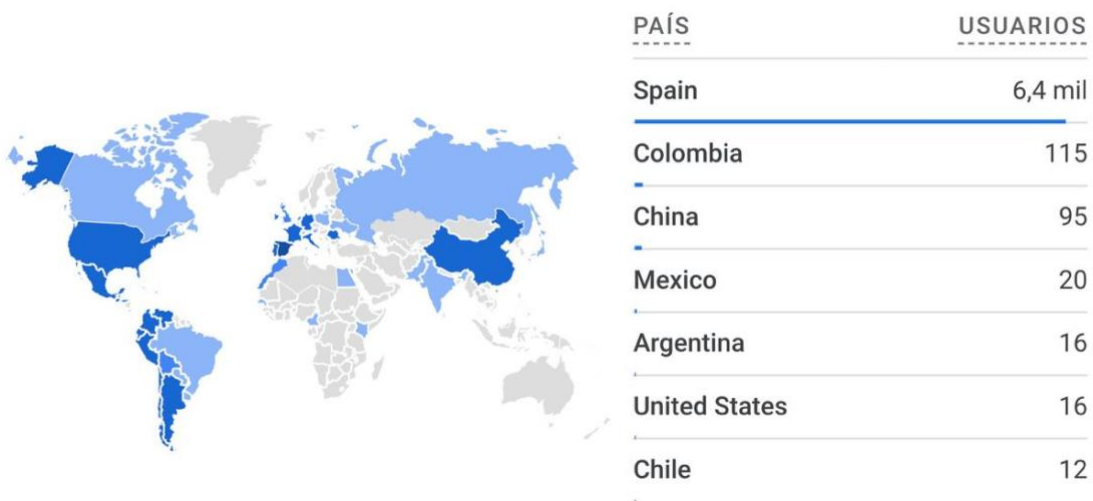 PAÍS USUARIOS
Spain 6,4 mil
Colombia 115
China 95
Mexico 20
Argentina 16
United States 16
Chile 12